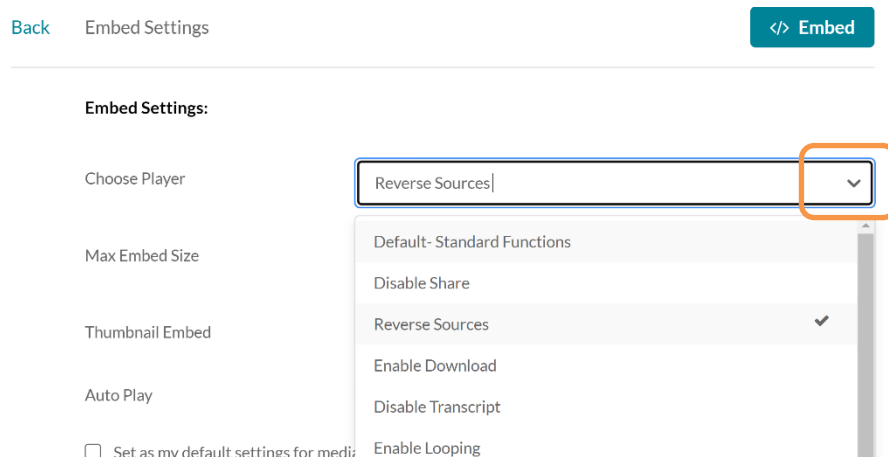 Back Embed Settings </> Embed
Embed Settings:
Choose Player Reverse Sources
Default- Standard Functions
Max Embed Size
Disable Share
Reverse Sources
Thumbnail Embed
Enable Download
Auto Play
Disable Transcript
Set as my default settings for media
Enable Looping